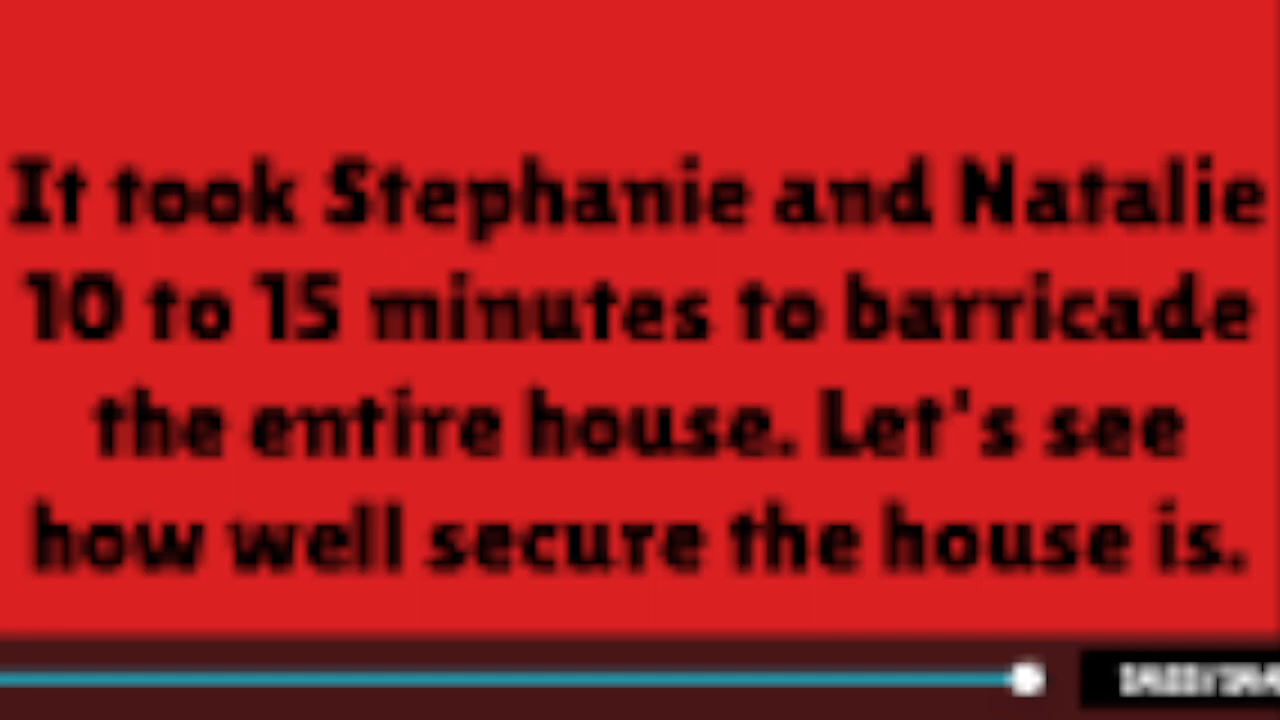 It took Stephanie and Natalie
10 to 15 minutes to barricade
the entire house. Let's see
how well secure the house is.